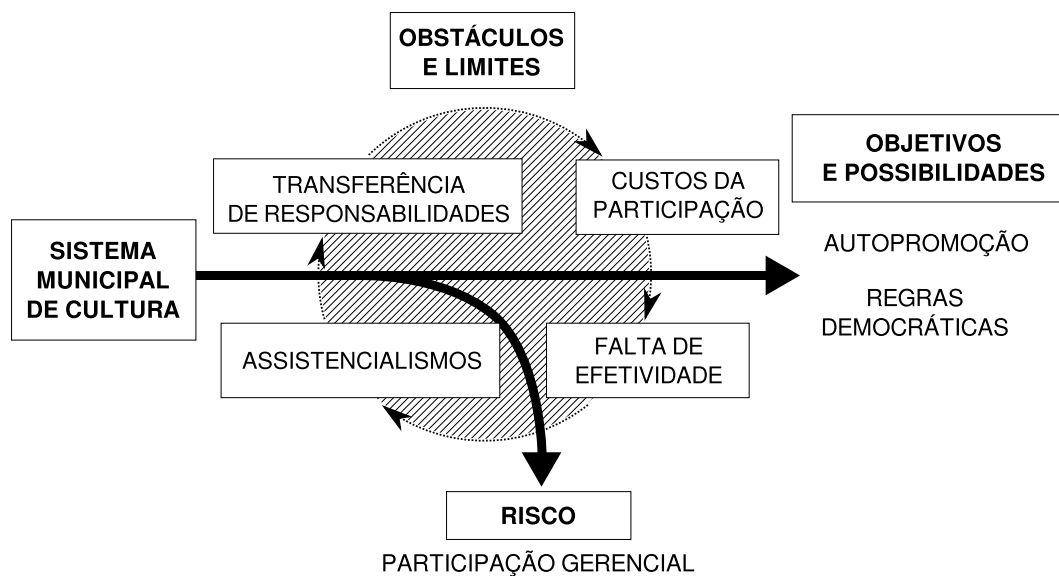 OBSTÁCULOS
E LIMITES
OBJETIVOS
E POSSIBILIDADES
TRANSFERÊNCIA
DE RESPONSABILIDADES
CUSTOS DA
PARTICIPAÇÃO
SISTEMA
MUNICIPAL
DE CULTURA
AUTOPROMOÇÃO
REGRAS
DEMOCRÁTICAS
ASSISTENCIALISMOS
FALTA DE
EFETIVIDADE
RISCO
PARTICIPAÇÃO GERENCIAL